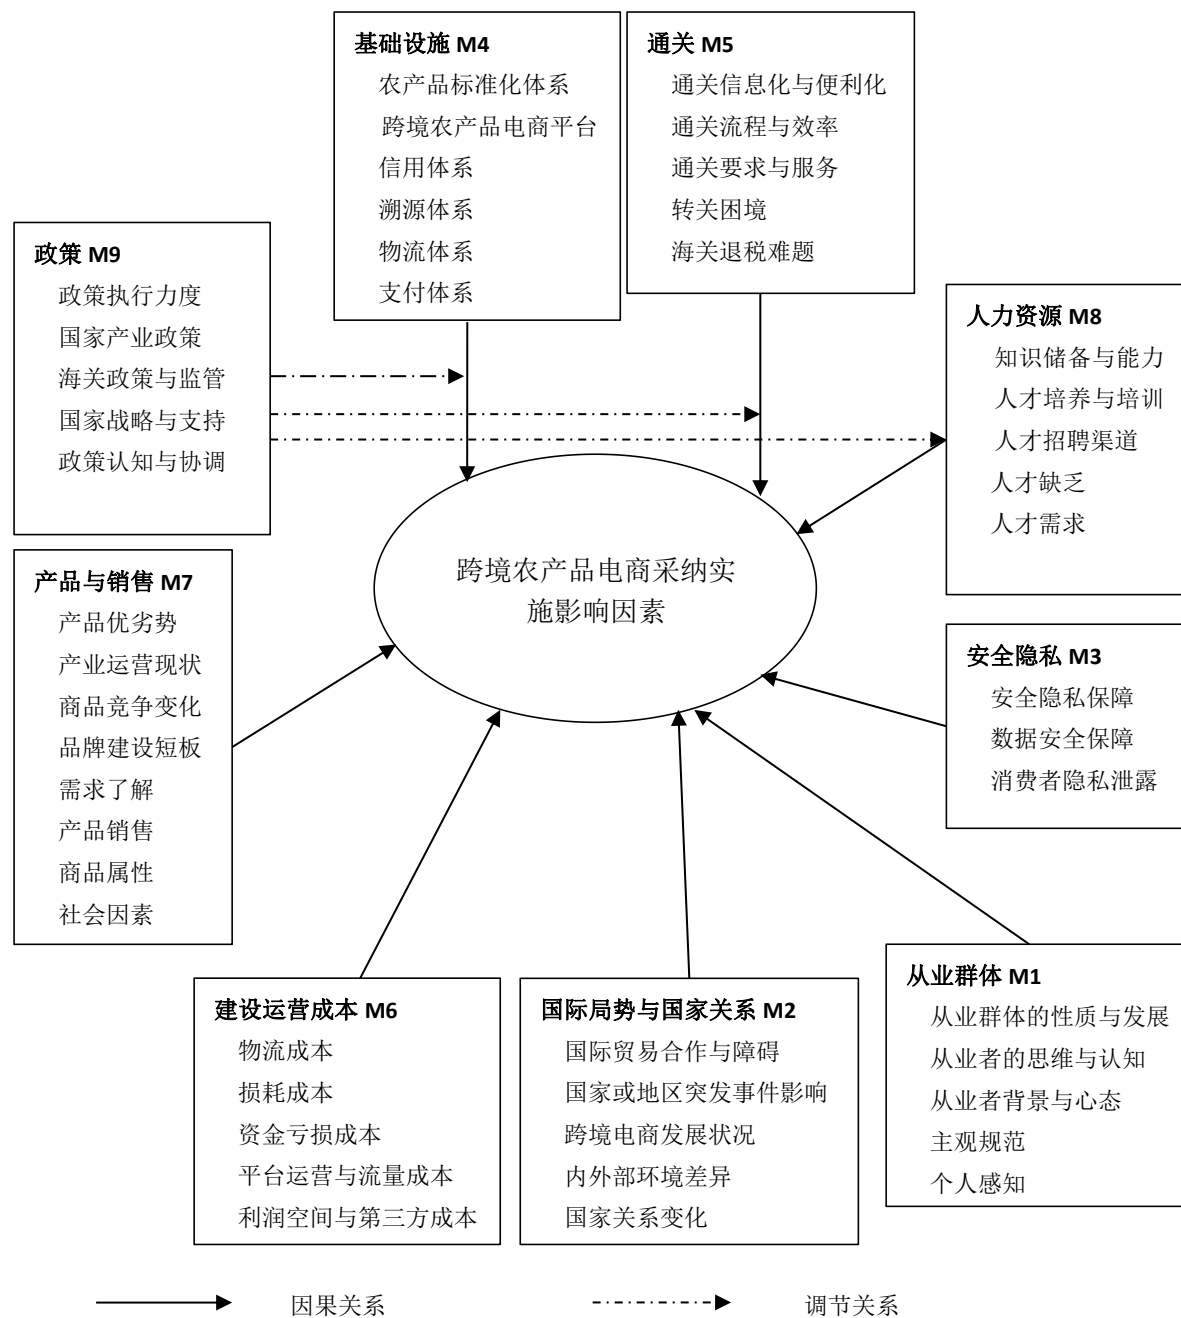 基础设施 M4
农产品标准化体系
跨境农产品电商平台
信用体系
溯源体系
物流体系
支付体系
通关 M5
通关信息化与便利化
通关流程与效率
通关要求与服务
转关困境
海关退税难题
政策 M9
政策执行力度
国家产业政策
海关政策与监管
国家战略与支持
政策认知与协调
人力资源 M8
知识储备与能力
人才培养与培训
人才招聘渠道
人才缺乏
人才需求
跨境农产品电商采纳实
施影响因素
产品与销售 M7
产品优劣势
产业运营现状
商品竞争变化
品牌建设短板
需求了解
产品销售
商品属性
社会因素
安全隐私 M3
安全隐私保障
数据安全保障
消费者隐私泄露
建设运营成本 M6
物流成本
损耗成本
资金亏损成本
平台运营与流量成本
利润空间与第三方成本
国际局势与国家关系 M2
国际贸易合作与障碍
国家或地区突发事件影响
跨境电商发展状况
内外部环境差异
国家关系变化
从业群体 M1
从业群体的性质与发展
从业者的思维与认知
从业者背景与心态
主观规范
个人感知
因果关系
调节关系